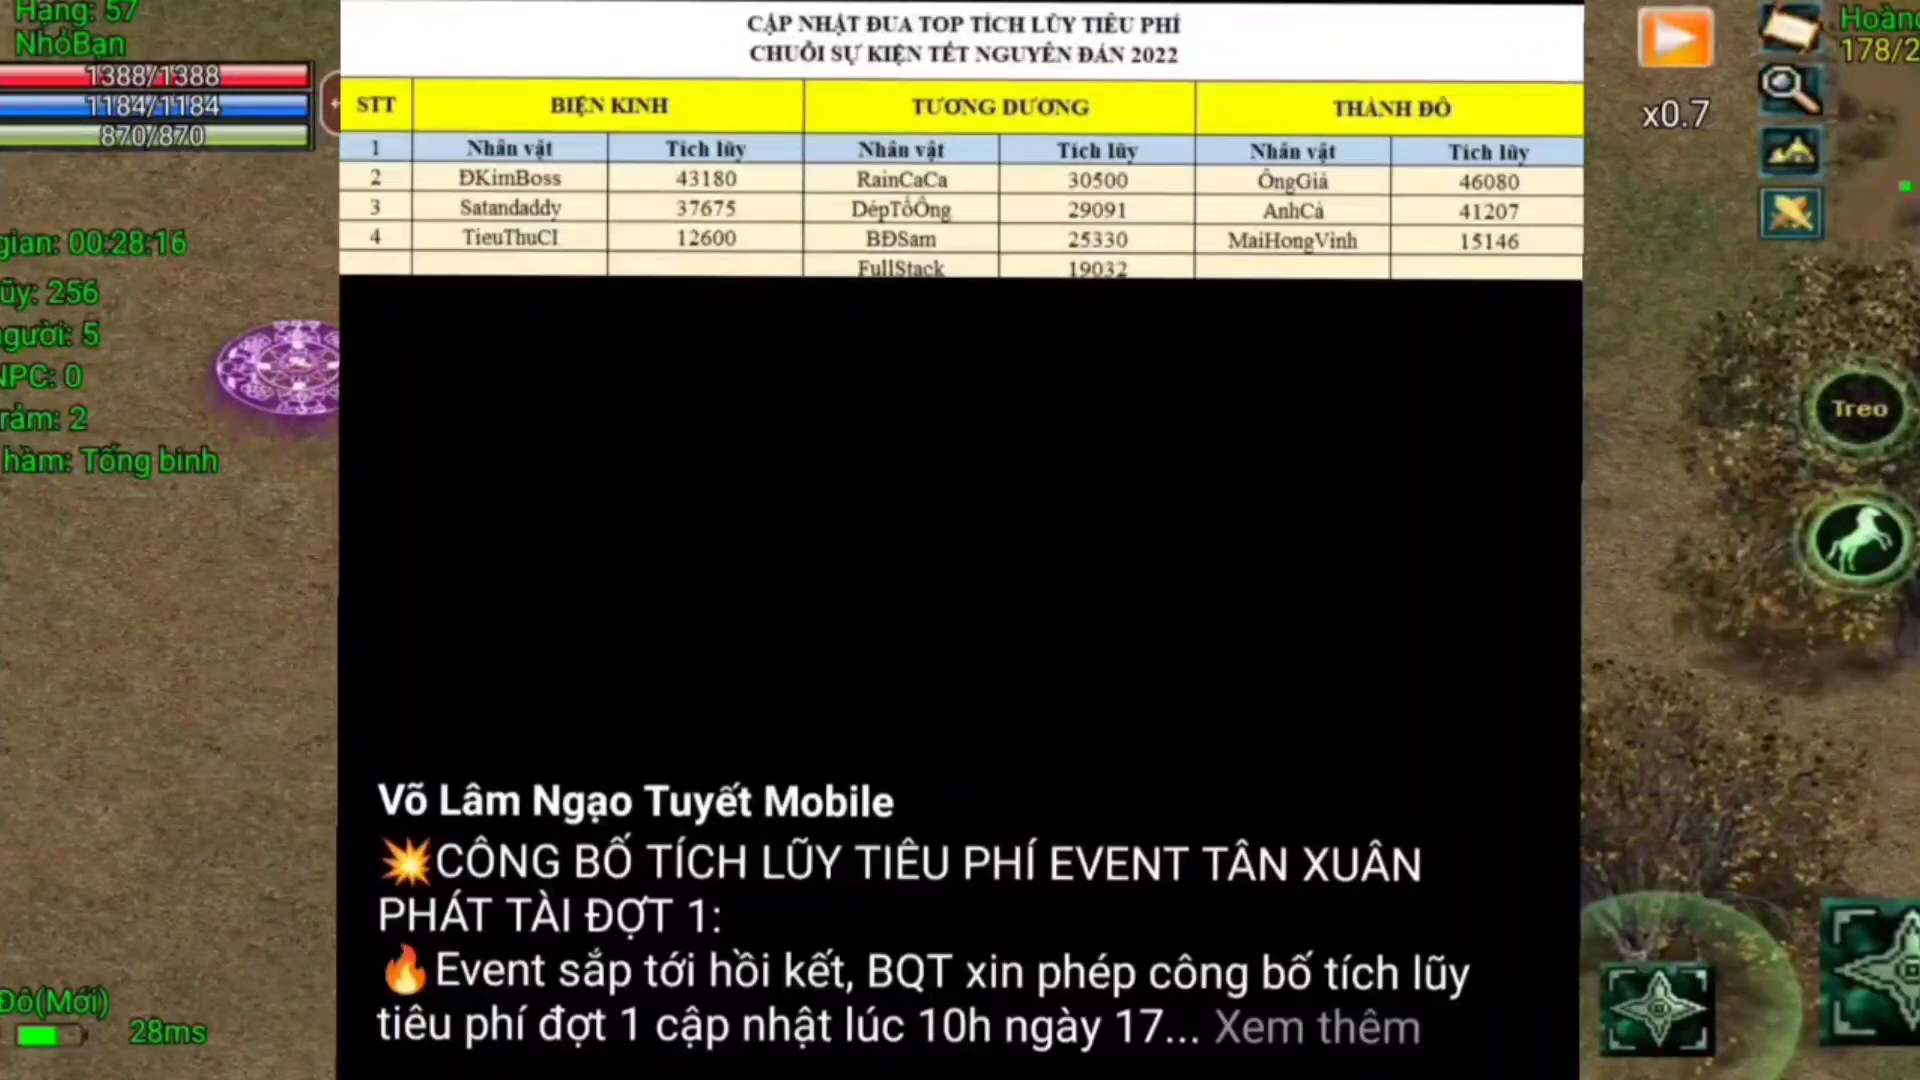 Hạng: 57
NhỏBạn
1388/1388
1184/1184
870/870
gian: 00:28:16
ũy: 256
người: 5
NPC: 0
rảm: 2
hàm: Tống binh
Đô(Mới)
28ms
CẬP NHẬT ĐUA TOP TÍCH LŨY TIÊU PHÍ
CHUỖI SỰ KIỆN TẾT NGUYÊN ĐÁN 2022
STT BIỆN KINH TƯƠNG DƯƠNG THÀNH ĐÔ
1 Nhân vật Tích lũy Nhân vật Tích lũy Nhân vật Tích lũy
2 ĐKimBoss 43180 RainCaCa 30500 ÔngGià 46080
3 Satandaddy 37675 DépTổÔng 29091 AnhCả 41207
4 TieuThuCI 12600 BĐSam 25330 MaiHongVinh 15146
FullStack 19032
Võ Lâm Ngạo Tuyết Mobile
💥CÔNG BỐ TÍCH LŨY TIÊU PHÍ EVENT TÂN XUÂN
PHÁT TÀI ĐỢT 1:
🔥Event sắp tới hồi kết, BQT xin phép công bố tích lũy
tiêu phí đợt 1 cập nhật lúc 10h ngày 17... Xem thêm
x0.7
Hoàng
178/2
Treo